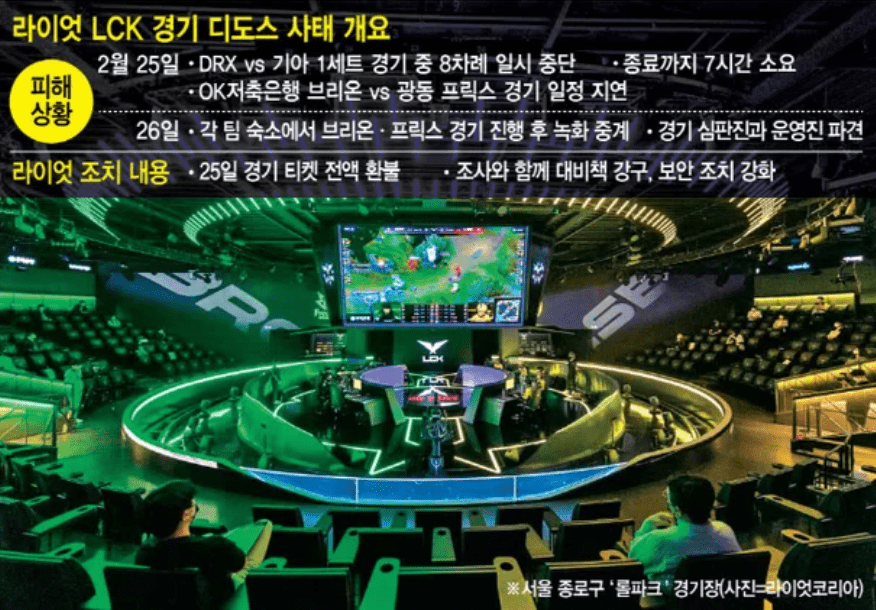 라이엇 LCK 경기 디도스 사태 개요
피해
상황
2월 25일 · DRX vs 기아 1세트 경기 중 8차례 일시 중단 · 종료까지 7시간 소요
· OK저축은행 브리온 vs 광동 프릭스 경기 일정 지연
26일 · 각 팀 숙소에서 브리온 · 프릭스 경기 진행 후 녹화 중계 · 경기 심판진과 운영진 파견
라이엇 조치 내용 · 25일 경기 티켓 전액 환불 · 조사와 함께 대비책 강구, 보안 조치 강화
LCK
※서울 종로구 ‘롤파크’ 경기장(사진=라이엇코리아)